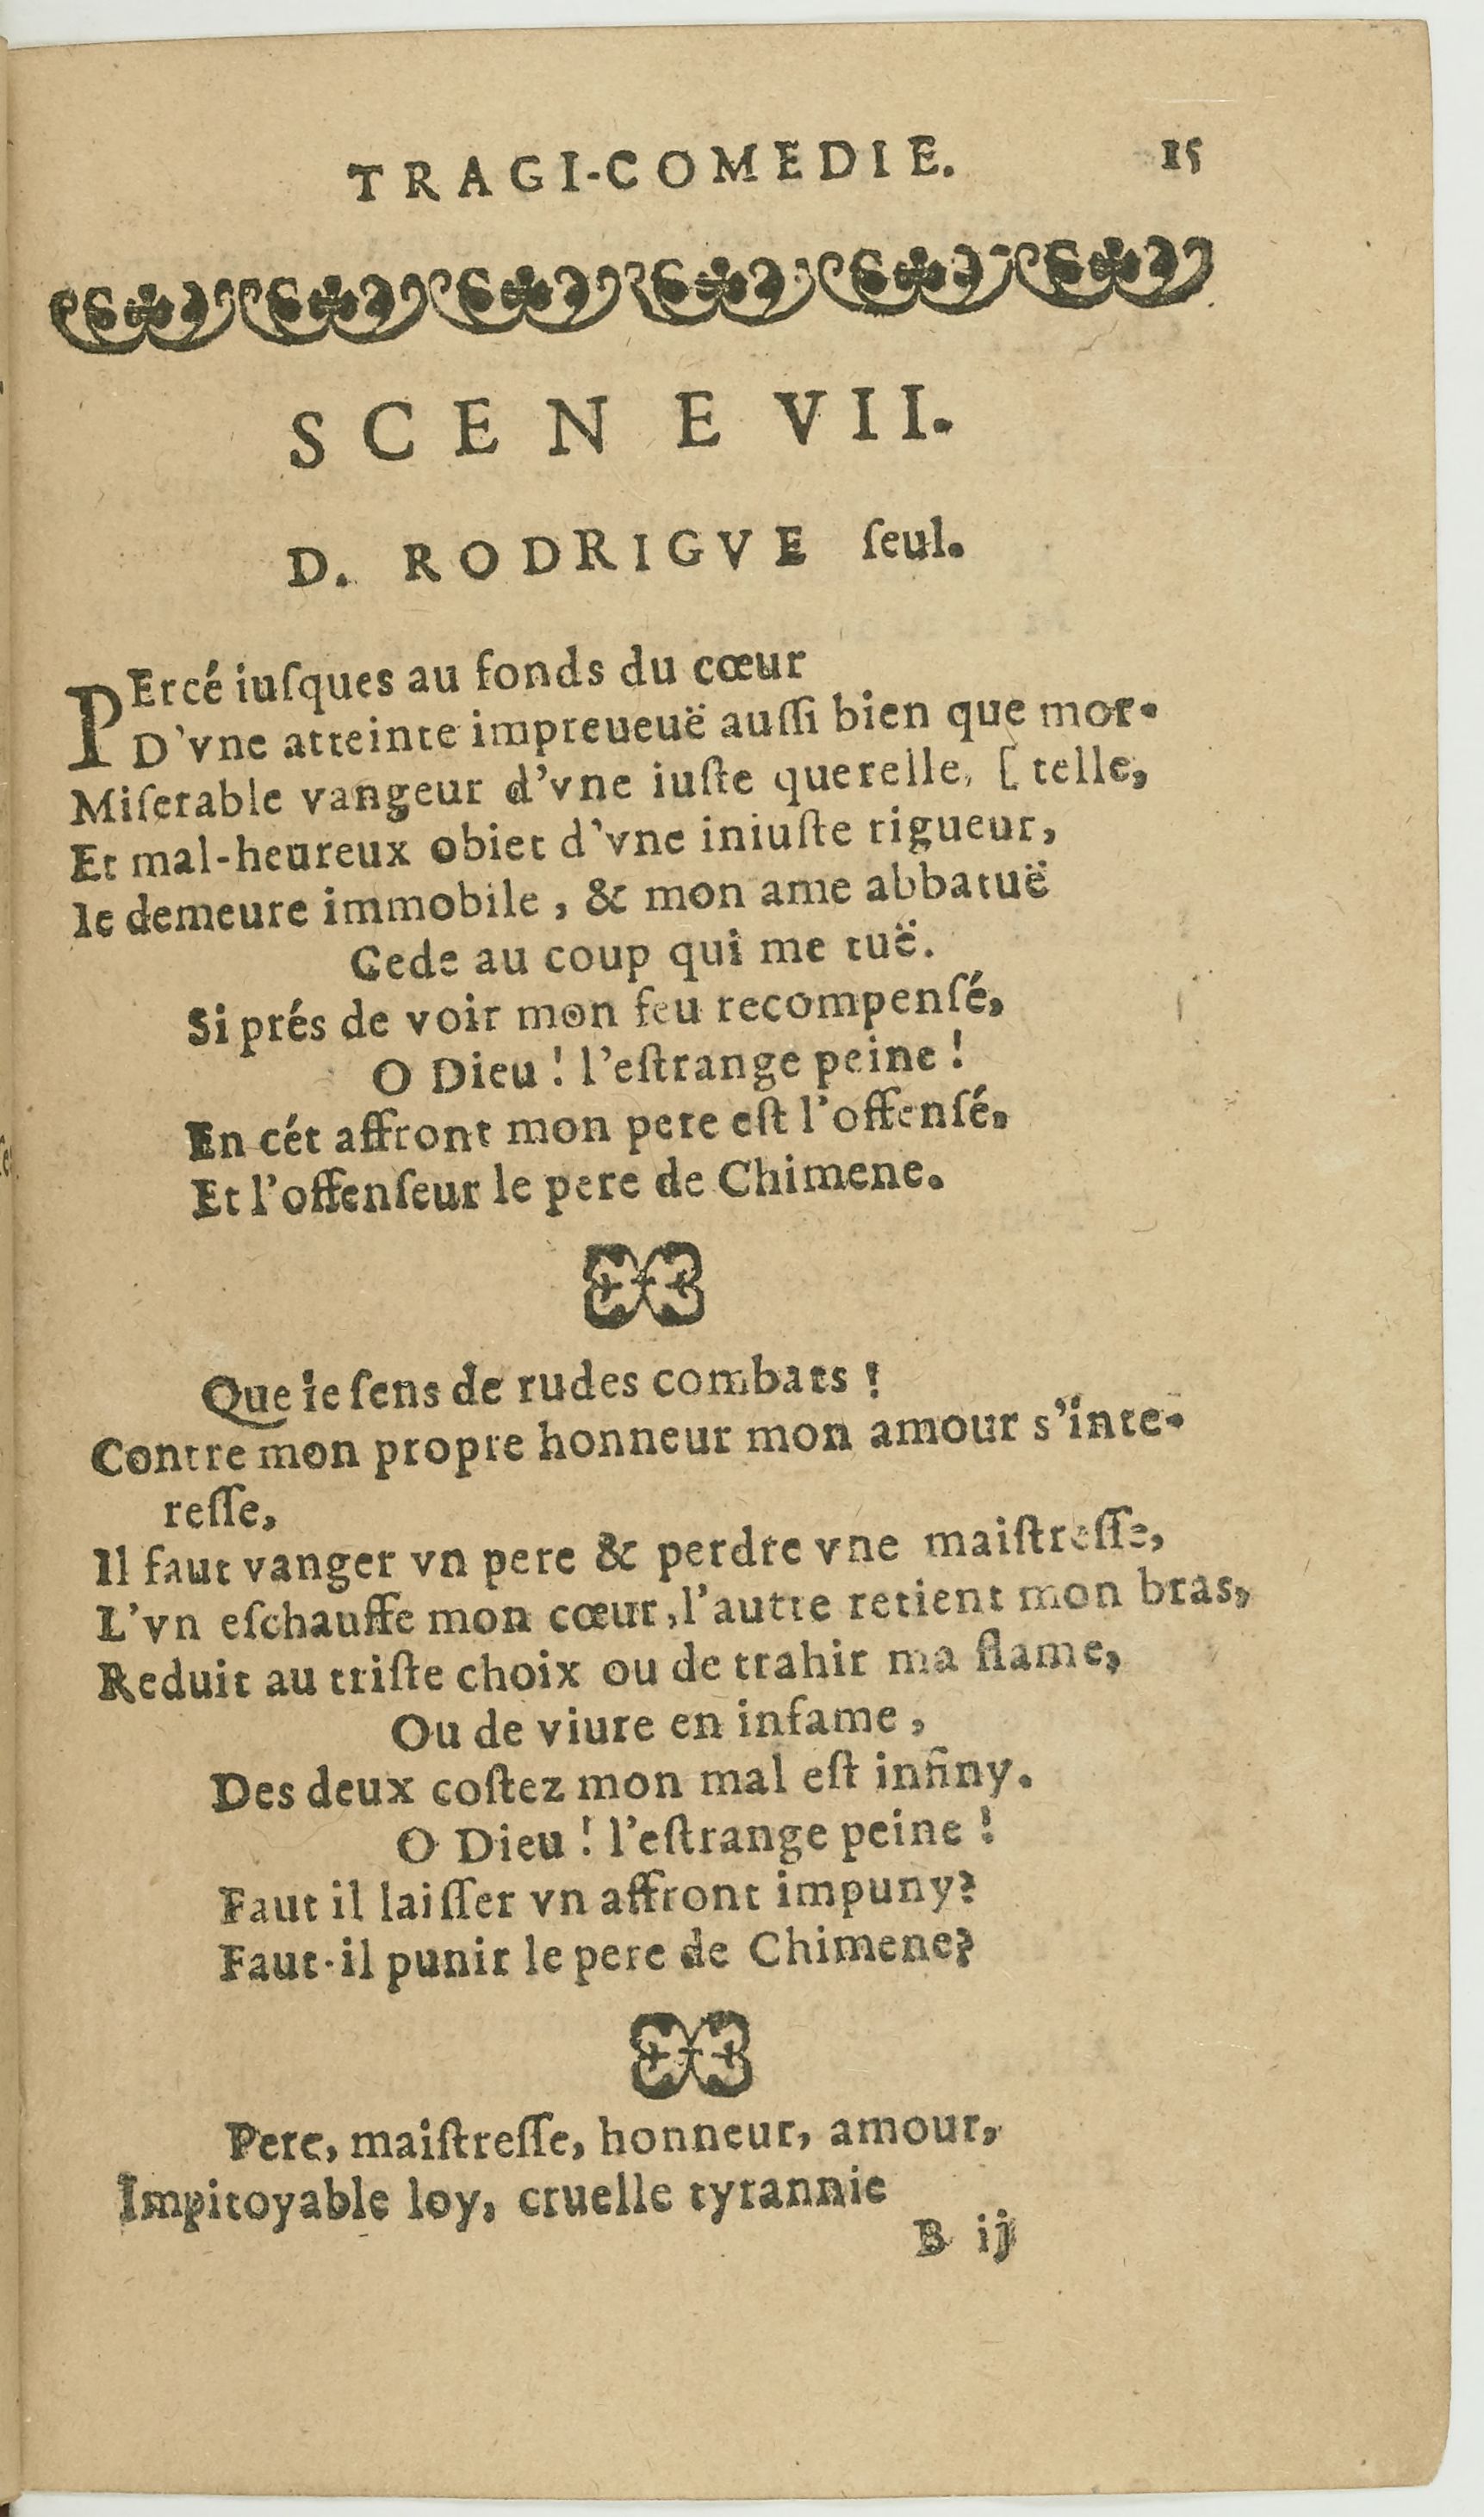 TRAGI-COMEDIE. 15
SCENE VII.
D. RODRIGVE ſeul.
PErcé iuſques au fonds du cœur
D'vne atteinte impreueuë auſſi bien que mor-
Miſerable vangeur d'vne iuſte querelle, [ telle,
Et mal-heureux obiet d'vne iniuſte rigueur,
Ie demeure immobile, & mon ame abbatuë
Cede au coup qui me tuë.
Si prés de voir mon feu recompenſé,
O Dieu ! l'eſtrange peine !
En cét affront mon pere eſt l'offenſé,
Et l'offenſeur le pere de Chimene.
Que ie ſens de rudes combats !
Contre mon propre honneur mon amour s'inte-
reſſe,
Il faut vanger vn pere & perdre vne maiſtreſſe,
L'vn eſchauffe mon cœur, l'autre retient mon bras,
Reduit au triſte choix ou de trahir ma flame,
Ou de viure en infame,
Des deux coſtez mon mal eſt infiny.
O Dieu ! l'eſtrange peine !
Faut il laiſſer vn affront impuny?
Faut-il punir le pere de Chimene?
Pere, maiſtreſſe, honneur, amour,
Impitoyable loy, cruelle tyrannie
B ij